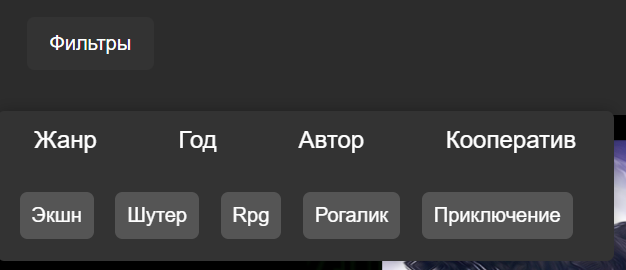 Фильтры
Жанр Год Автор Кооператив
Экшн Шутер Rpg Рогалик Приключение